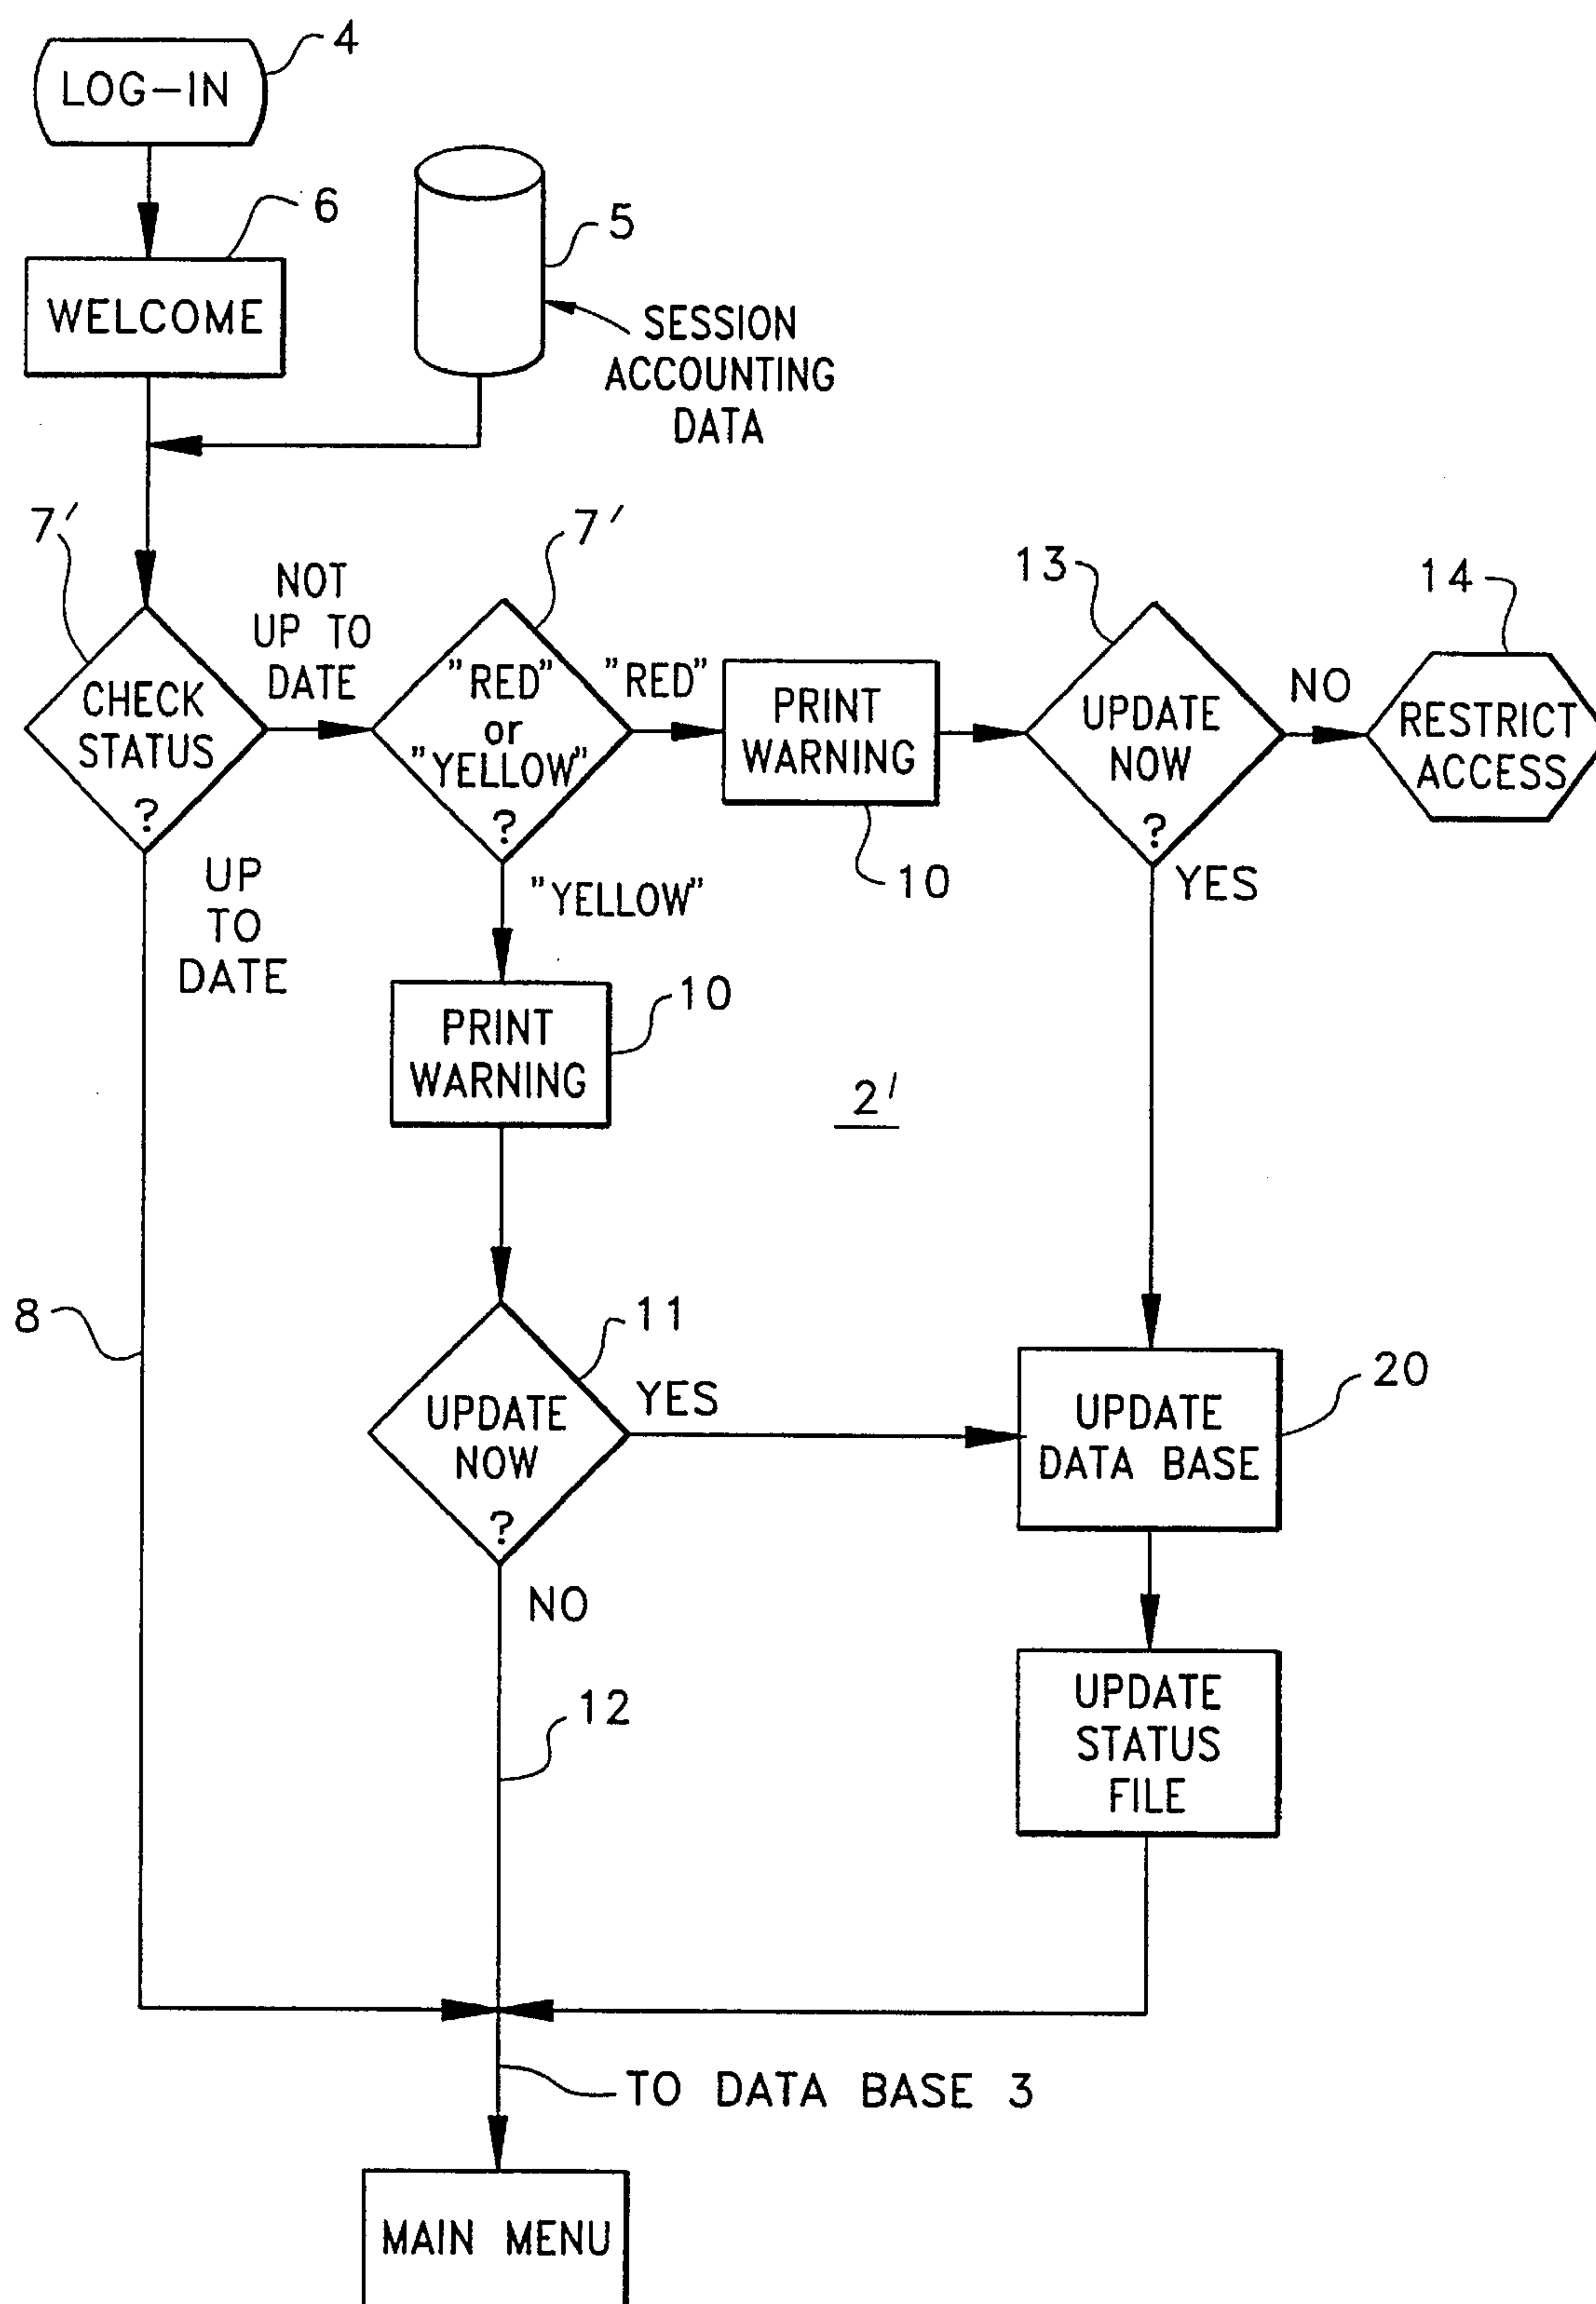 4
LOG-IN
6
5
WELCOME
SESSION
ACCOUNTING
DATA
7'
7'
13
14
NOT
UP TO
DATE
CHECK
STATUS
?
"RED"
or
"YELLOW"
?
"RED"
PRINT
WARNING
10
UPDATE
NOW
?
NO
RESTRICT
ACCESS
YES
UP
TO
DATE
"YELLOW"
PRINT
WARNING
10
2'
8
11
UPDATE
NOW
?
YES
UPDATE
DATA BASE
20
NO
12
UPDATE
STATUS
FILE
TO DATA BASE 3
MAIN MENU